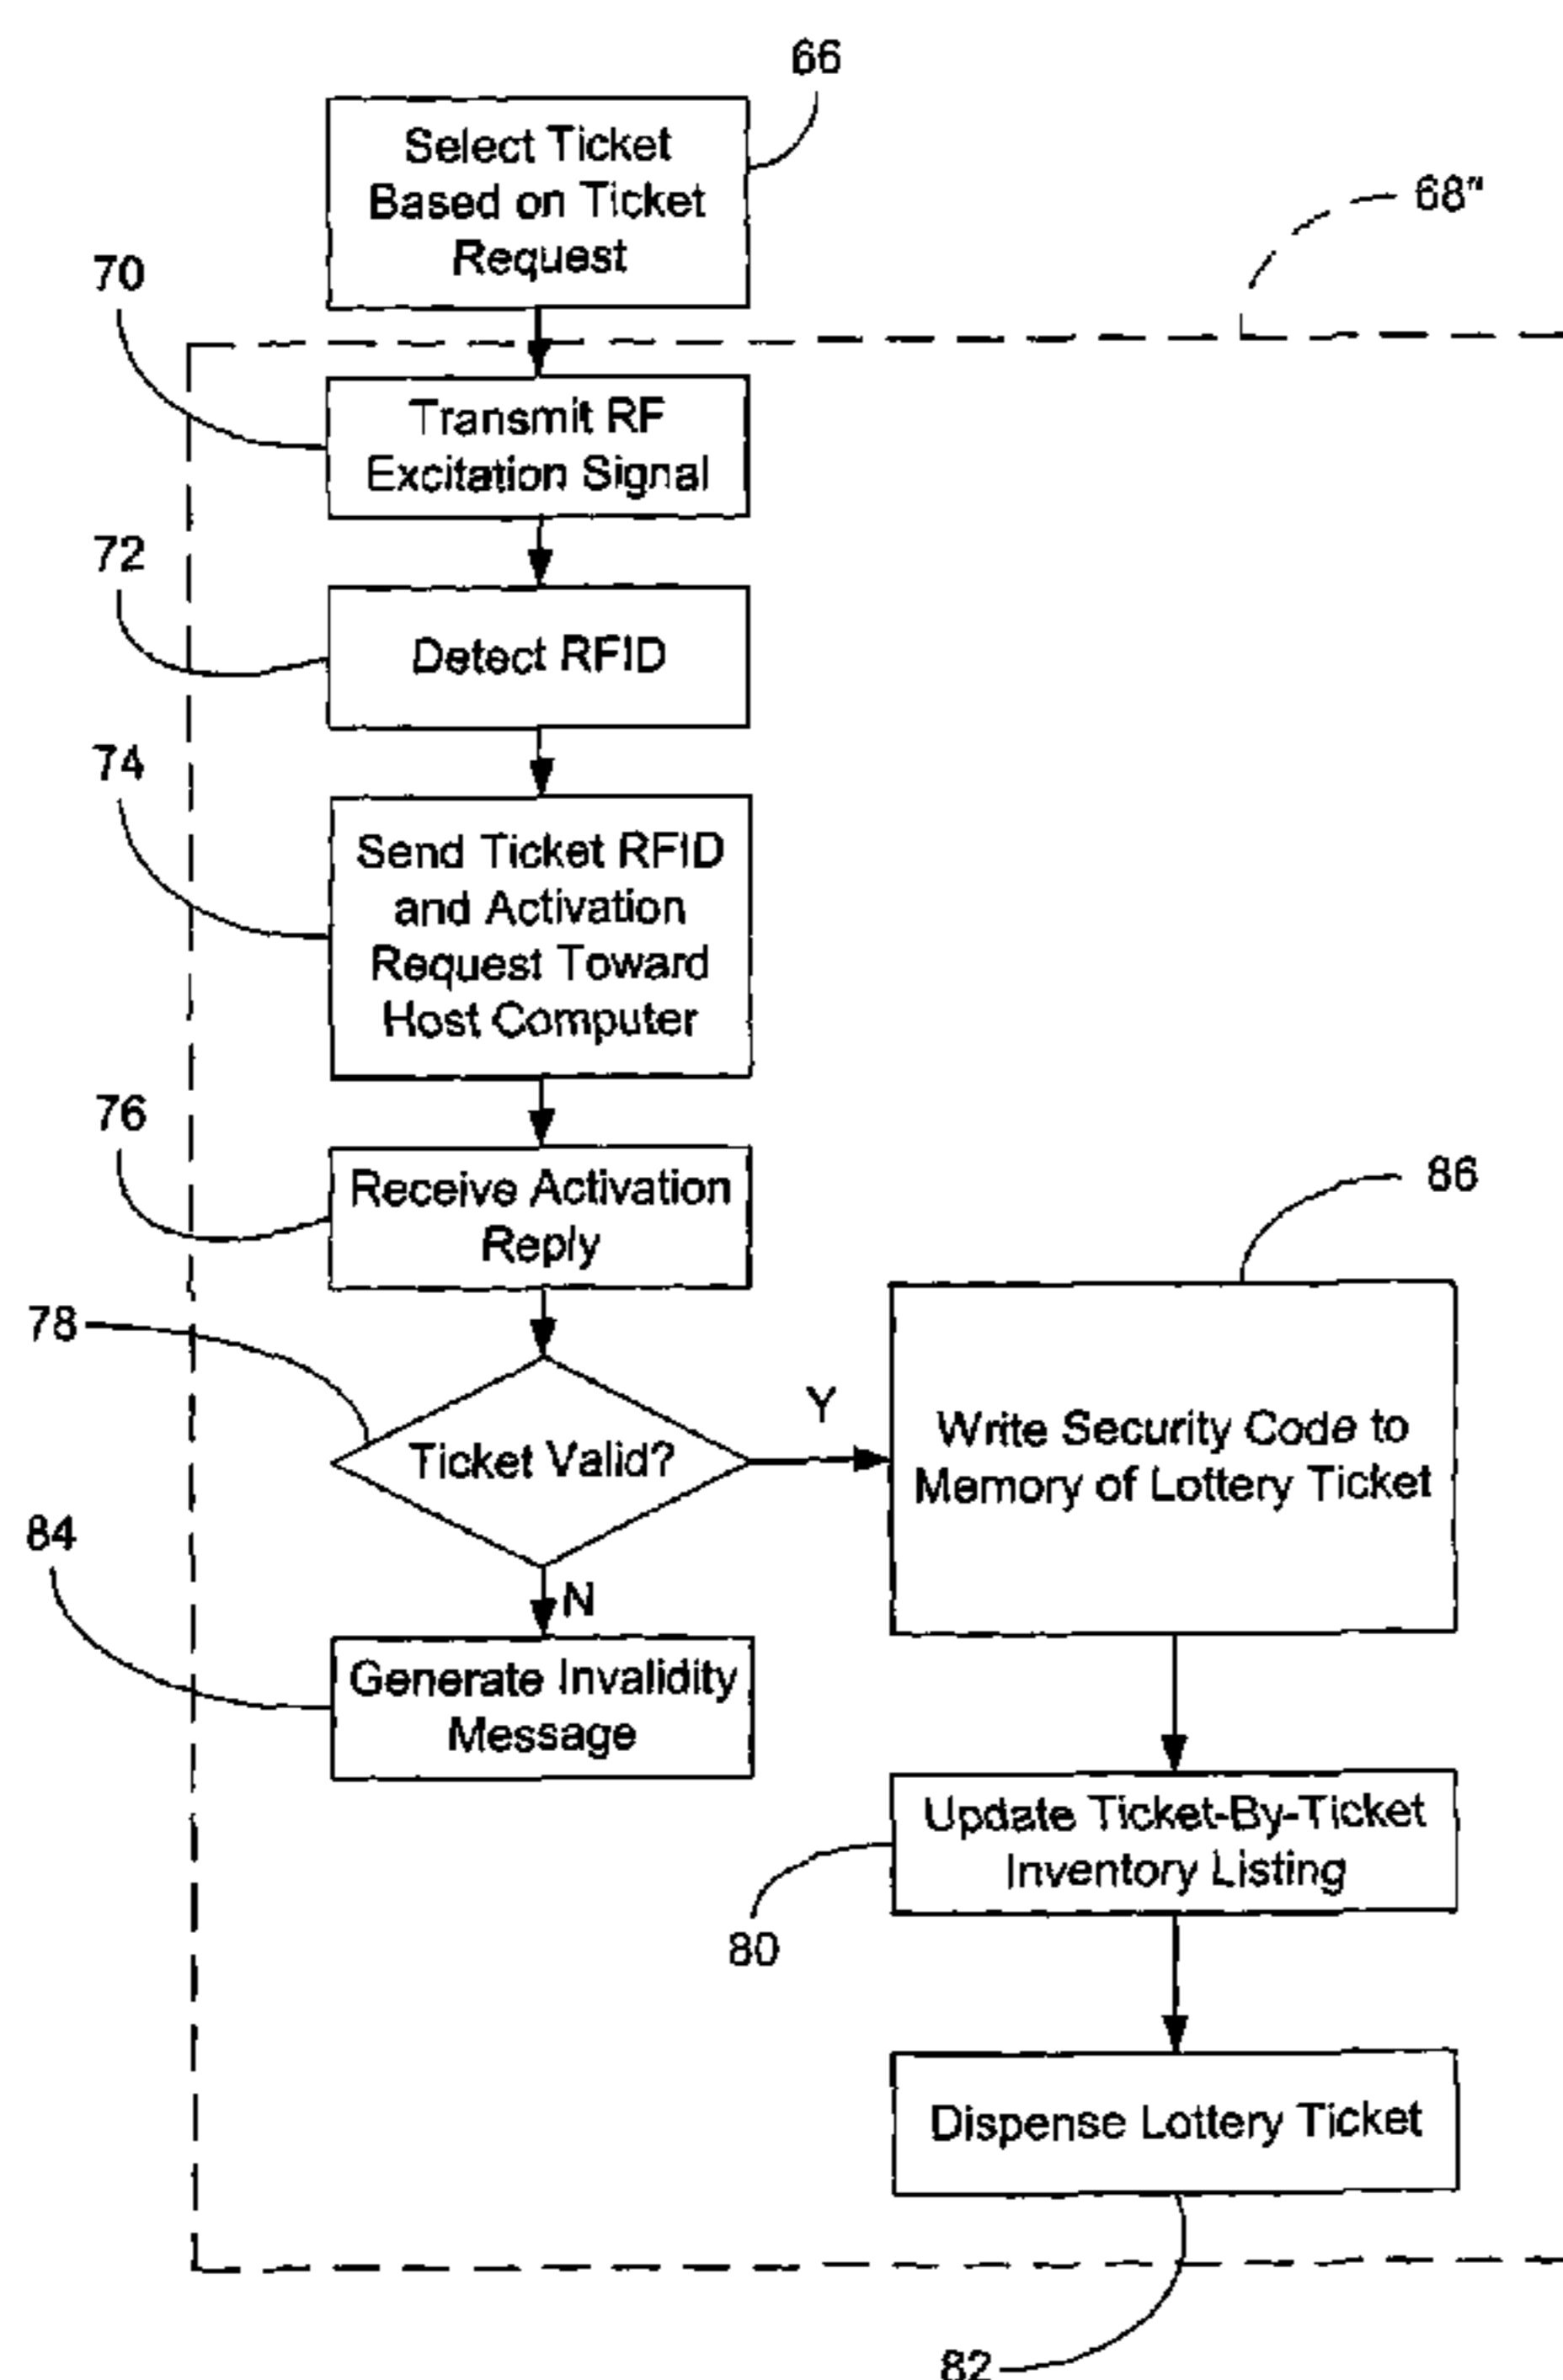 66
Select Ticket
Based on Ticket
Request
68"
70
Transmit RF
Excitation Signal
72
Detect RFID
74
Send Ticket RFID
and Activation
Request Toward
Host Computer
76
Receive Activation
Reply
86
78
Ticket Valid?
Y
Write Security Code to
Memory of Lottery Ticket
84
N
Generate Invalidity
Message
Update Ticket-By-Ticket
Inventory Listing
80
Dispense Lottery Ticket
82